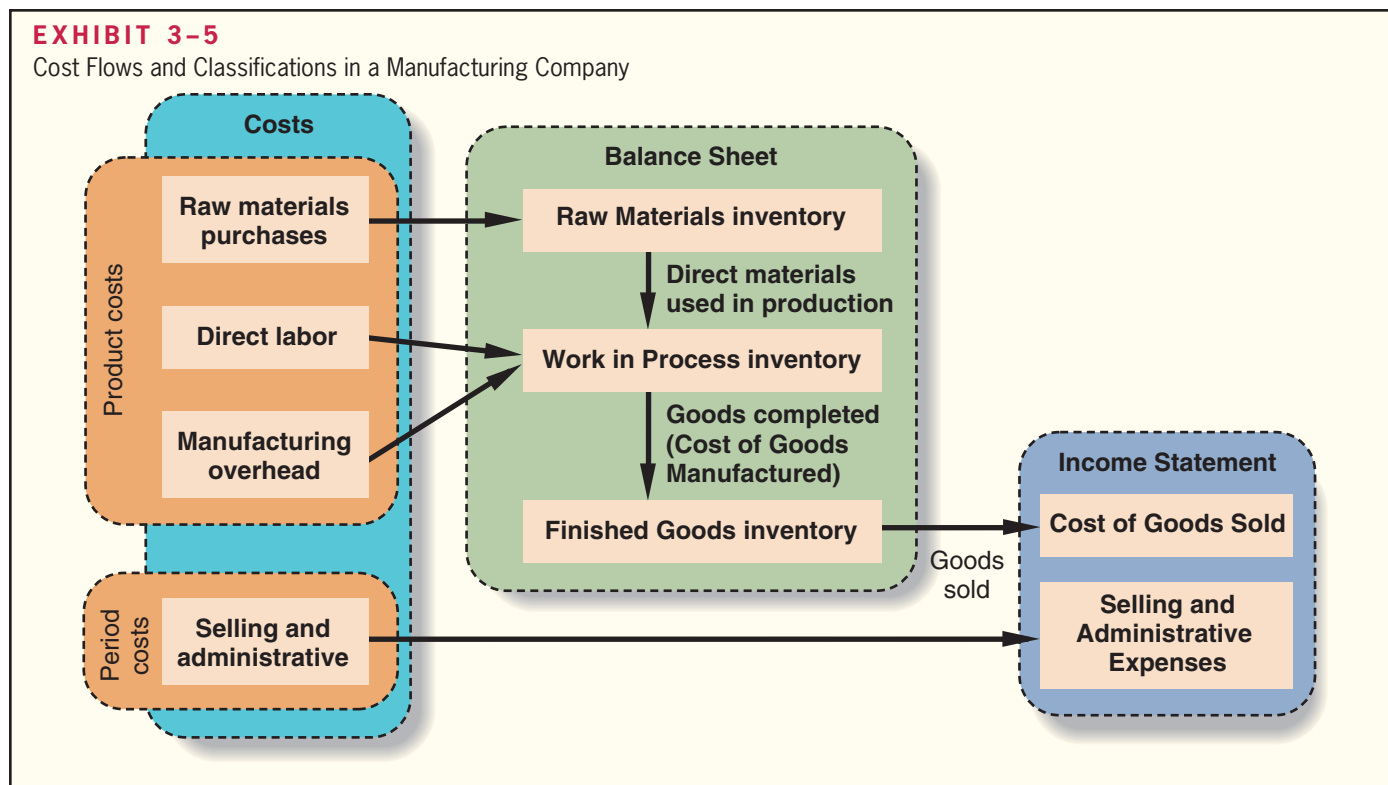 EXHIBIT 3–5
Cost Flows and Classifications in a Manufacturing Company
Costs
Product costs
Raw materials
purchases
Direct labor
Manufacturing
overhead
Period
costs
Selling and
administrative
Balance Sheet
Raw Materials inventory
Direct materials
used in production
Work in Process inventory
Goods completed
(Cost of Goods
Manufactured)
Finished Goods inventory
Goods
sold
Income Statement
Cost of Goods Sold
Selling and
Administrative
Expenses